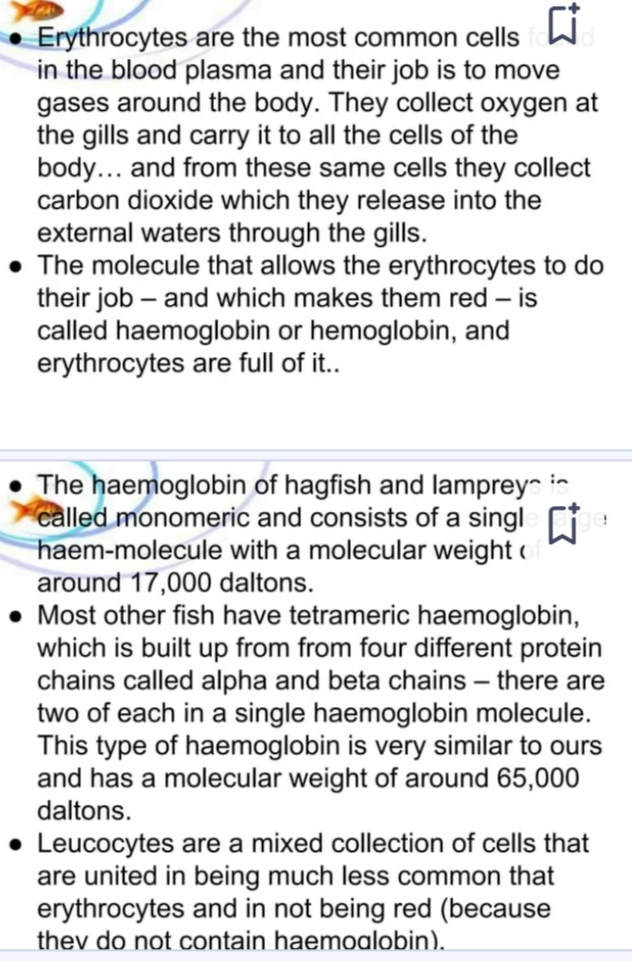 ● Erythrocytes are the most common cells found
in the blood plasma and their job is to move
gases around the body. They collect oxygen at
the gills and carry it to all the cells of the
body… and from these same cells they collect
carbon dioxide which they release into the
external waters through the gills.
● The molecule that allows the erythrocytes to do
their job – and which makes them red – is
called haemoglobin or hemoglobin, and
erythrocytes are full of it..
● The haemoglobin of hagfish and lampreys is
called monomeric and consists of a single large
haem-molecule with a molecular weight of
around 17,000 daltons.
● Most other fish have tetrameric haemoglobin,
which is built up from from four different protein
chains called alpha and beta chains – there are
two of each in a single haemoglobin molecule.
This type of haemoglobin is very similar to ours
and has a molecular weight of around 65,000
daltons.
● Leucocytes are a mixed collection of cells that
are united in being much less common that
erythrocytes and in not being red (because
they do not contain haemoglobin).